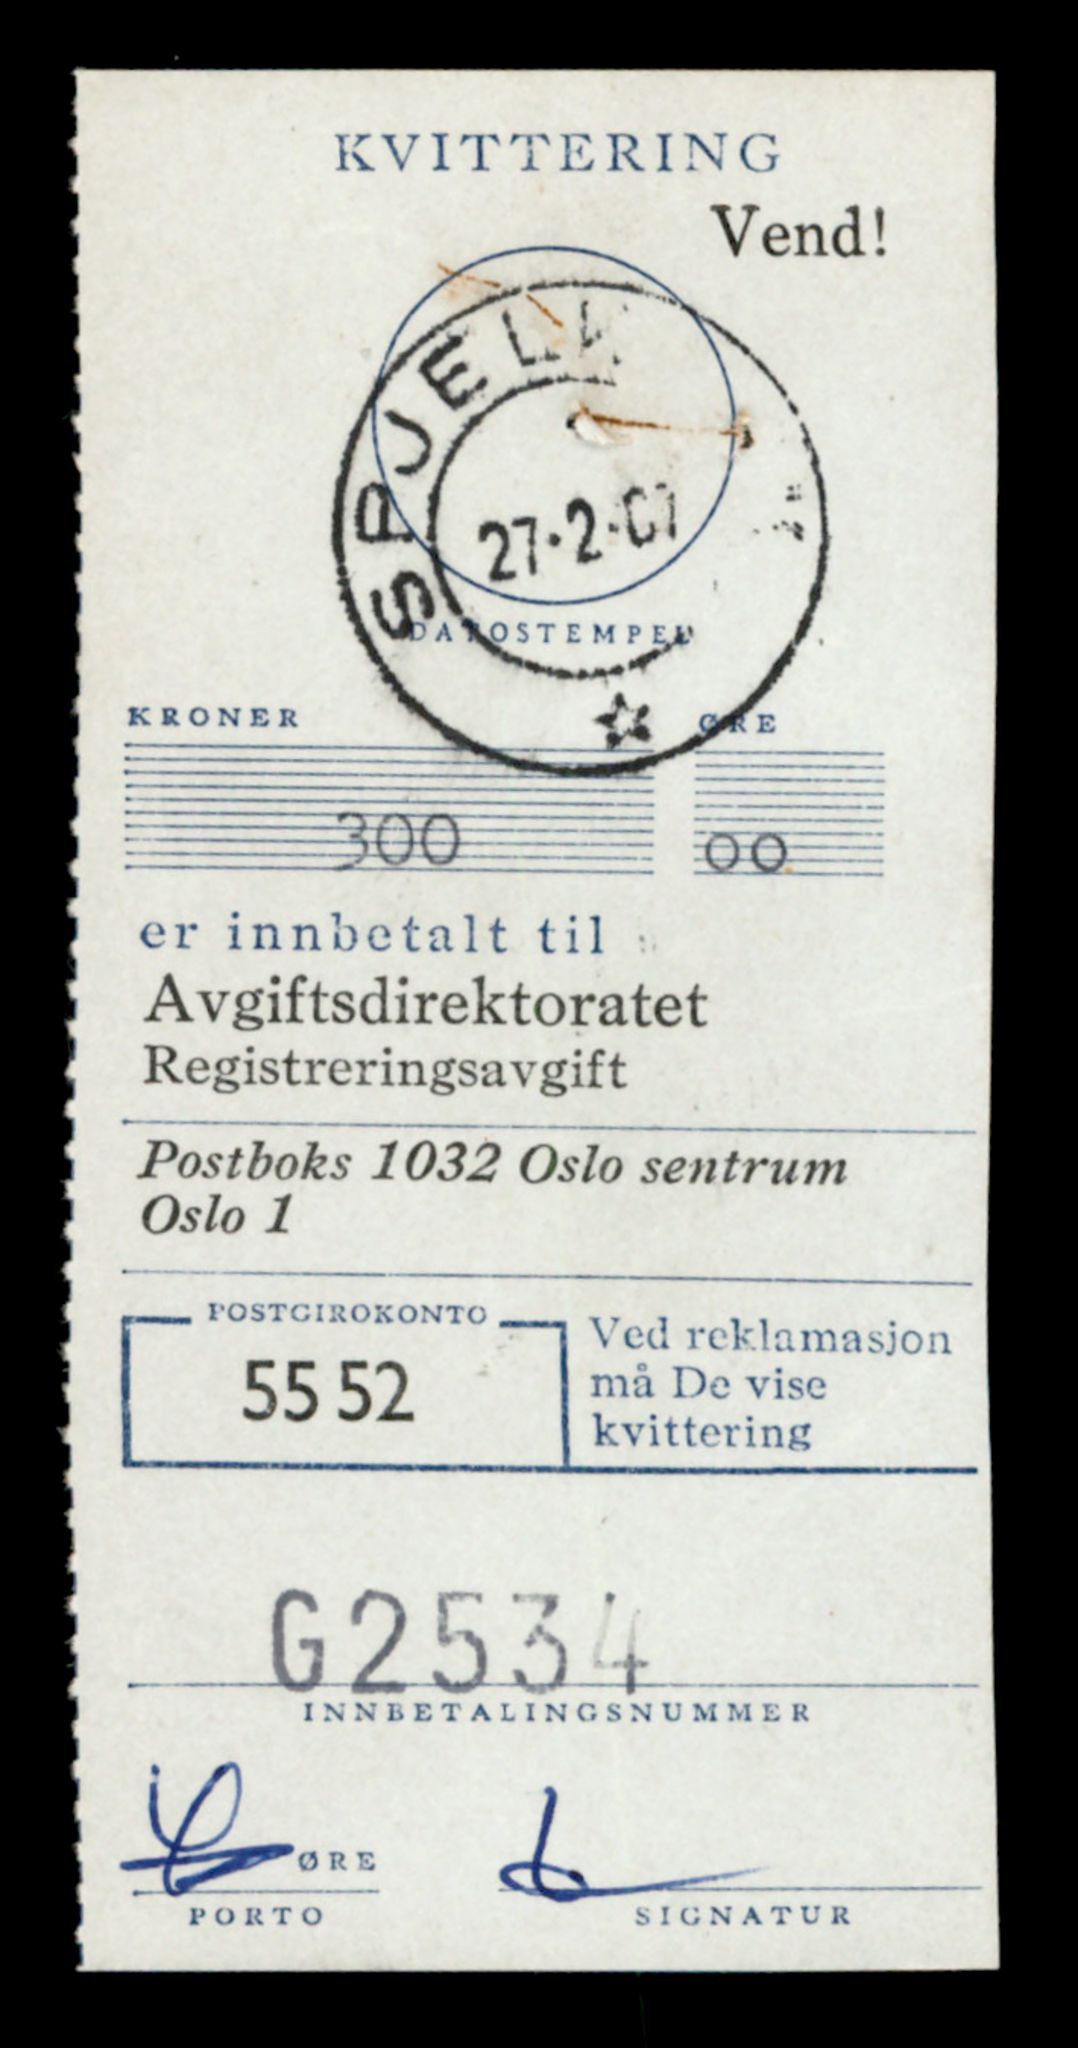 KVITTERING
Vend!
27.2.67
DATOSTEMPEL
KRONER
ØRE
300
00
er innbetalt til
Avgiftsdirektoratet
Registreringsavgift
Postboks 1032 Oslo sentrum
Oslo 1
POSTGIROKONTO
55 52
Ved reklamasjon
må De vise
kvittering
G2534
INNBETALINGSNUMMER
ØRE
PORTO
SIGNATUR